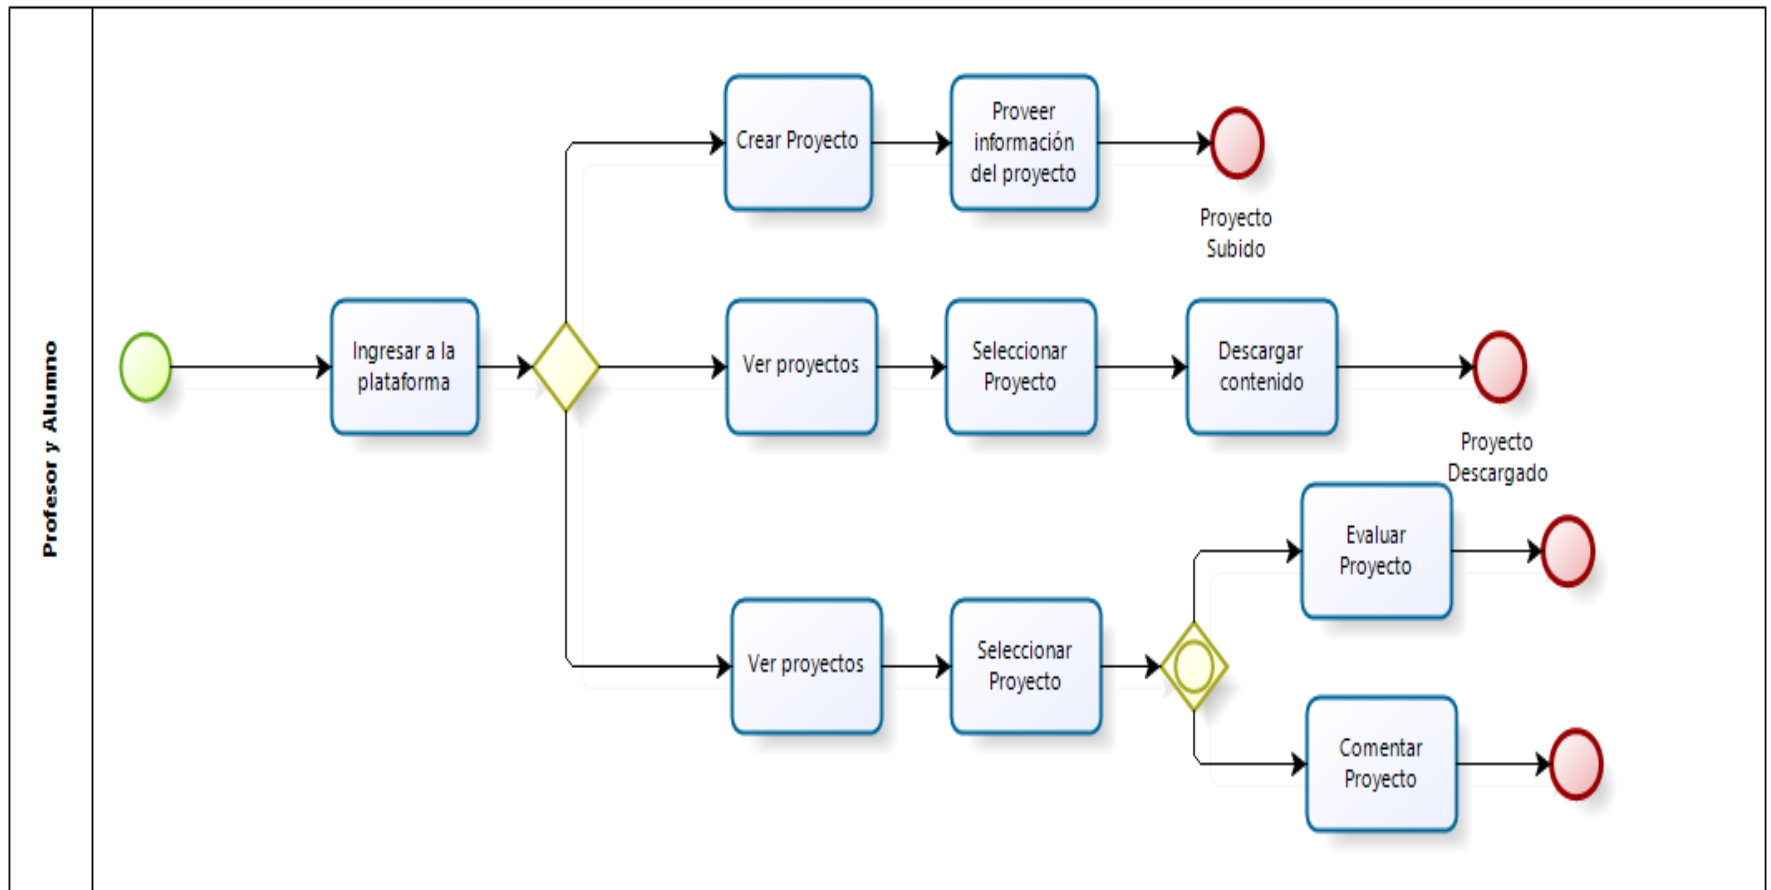 Profesor y Alumno
Ingresar a la
plataforma
Crear Proyecto
Proveer
información
del proyecto
Proyecto
Subido
Ver proyectos
Seleccionar
Proyecto
Descargar
contenido
Proyecto
Descargado
Ver proyectos
Seleccionar
Proyecto
Evaluar
Proyecto
Comentar
Proyecto